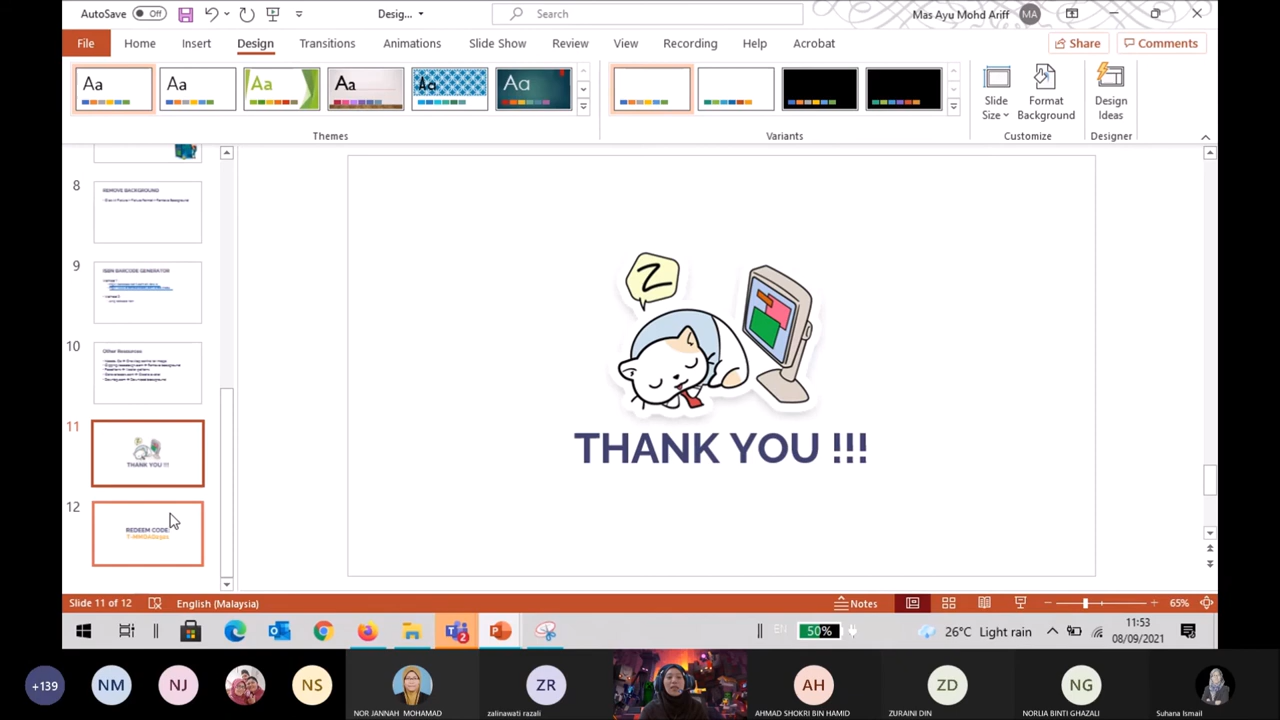 AutoSave Off
Desig...
Search
Mas Ayu Mohd Ariff MA
File Home Insert Design Transitions Animations Slide Show Review View Recording Help Acrobat Share Comments
Aa Aa Aa Aa Aa Aa
Slide Size
Format Background
Design Ideas
Themes Variants Customize Designer
8
REMOVE BACKGROUND
9
ISBN BARCODE GENERATOR
10
Other Resources
11
THANK YOU !!!
12
REDEEM CODE:
Z
THANK YOU !!!
Slide 11 of 12 English (Malaysia) Notes 65%
2
EN 50% 26°C Light rain 11:53
08/09/2021
+139 NM NJ NS ZR AH ZD NG
NOR JANNAH MOHAMAD zalinawati razali AHMAD SHOKRI BIN HAMID ZURAINI DIN NORLIA BINTI GHAZALI Suhana Ismail